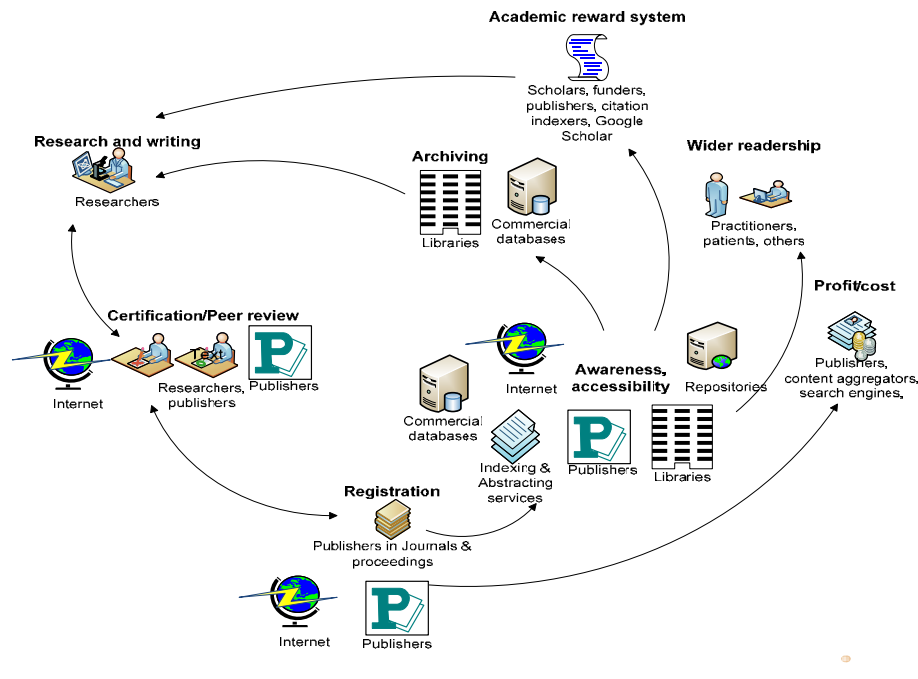 Academic reward system
Scholars, funders,
publishers, citation
indexers, Google
Scholar
Research and writing
Researchers
Archiving
Libraries
Commercial
databases
Wider readership
Practitioners,
patients, others
Profit/cost
Publishers,
content aggregators,
search engines,
Certification/Peer review
Internet
Text
Researchers,
publishers
P
Publishers
Internet
Awareness,
accessibility
Repositories
Commercial
databases
Indexing &
Abstracting
services
P
Publishers
Libraries
Registration
Publishers in Journals &
proceedings
Internet
P
Publishers